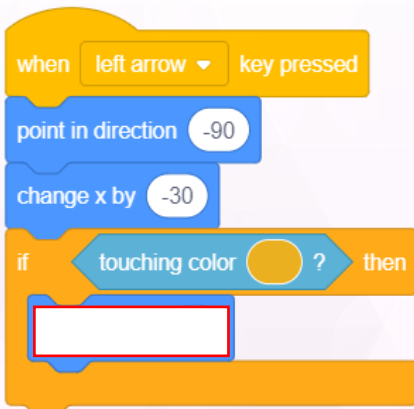 when left arrow key pressed
point in direction -90
change x by -30
if touching color ? then